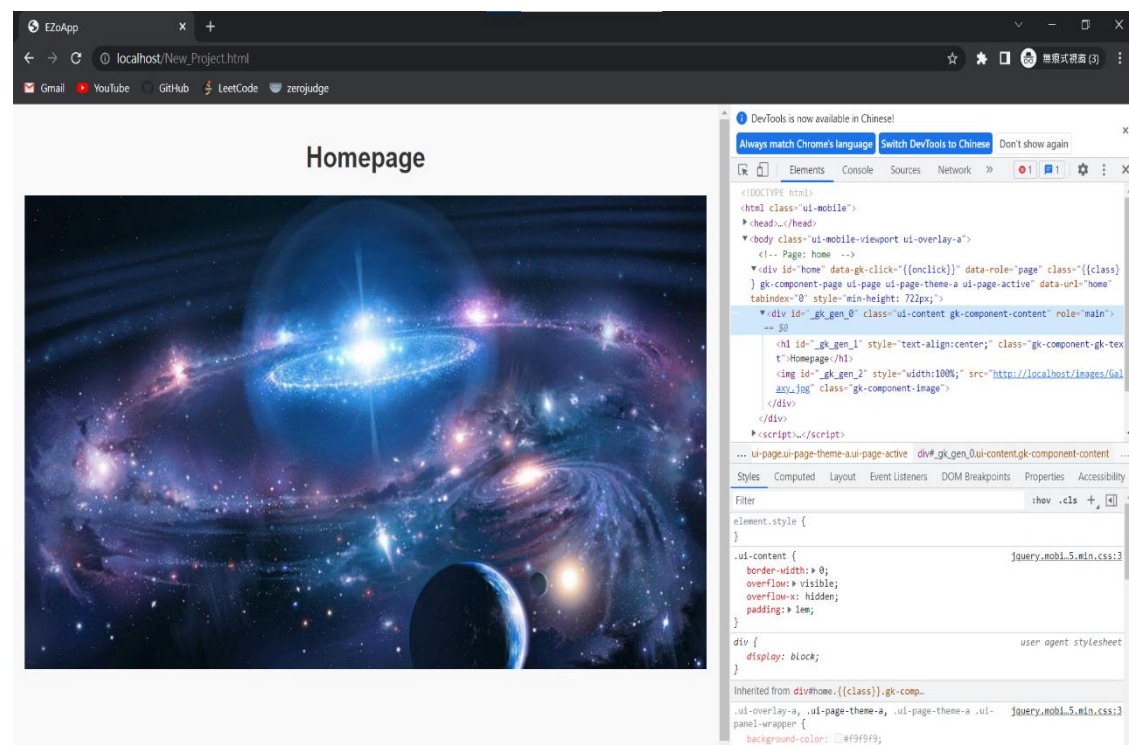 EZoApp
localhost/New_Project.html
無痕式視窗 (3)
Gmail YouTube GitHub LeetCode zerojudge
Homepage
DevTools is now available in Chinese!
Always match Chrome's language Switch DevTools to Chinese Don't show again
Elements Console Sources Network » 1 1
<!DOCTYPE html>
<html class="ui-mobile">
<head>…</head>
<body class="ui-mobile-viewport ui-overlay-a">
<!-- Page: home -->
<div id="home" data-gk-click="{{onclick}}" data-role="page" class="{{class}
} gk-component-page ui-page ui-page-theme-a ui-page-active" data-url="home"
tabindex="0" style="min-height: 722px;">
<div id="_gk_gen_0" class="ui-content gk-component-content" role="main">
== $0
<h1 id="_gk_gen_1" style="text-align:center;" class="gk-component-gk-tex
t">Homepage</h1>
<img id="_gk_gen_2" style="width:100%;" src="http://localhost/images/Gal
axy.jpg" class="gk-component-image">
</div>
</div>
<script>…</script>
... ui-page.ui-page-theme-a.ui-page-active div#_gk_gen_0.ui-content.gk-component-content ...
Styles Computed Layout Event Listeners DOM Breakpoints Properties Accessibility
Filter :hov .cls +
element.style {
}
.ui-content { jquery.mobi…5.min.css:3
border-width: 0;
overflow: visible;
overflow-x: hidden;
padding: 1em;
}
div { user agent stylesheet
display: block;
}
Inherited from div#home.{{class}}.gk-comp…
.ui-overlay-a, .ui-page-theme-a, .ui-page-theme-a .ui- jquery.mobi…5.min.css:3
panel-wrapper {
background-color: #f9f9f9;